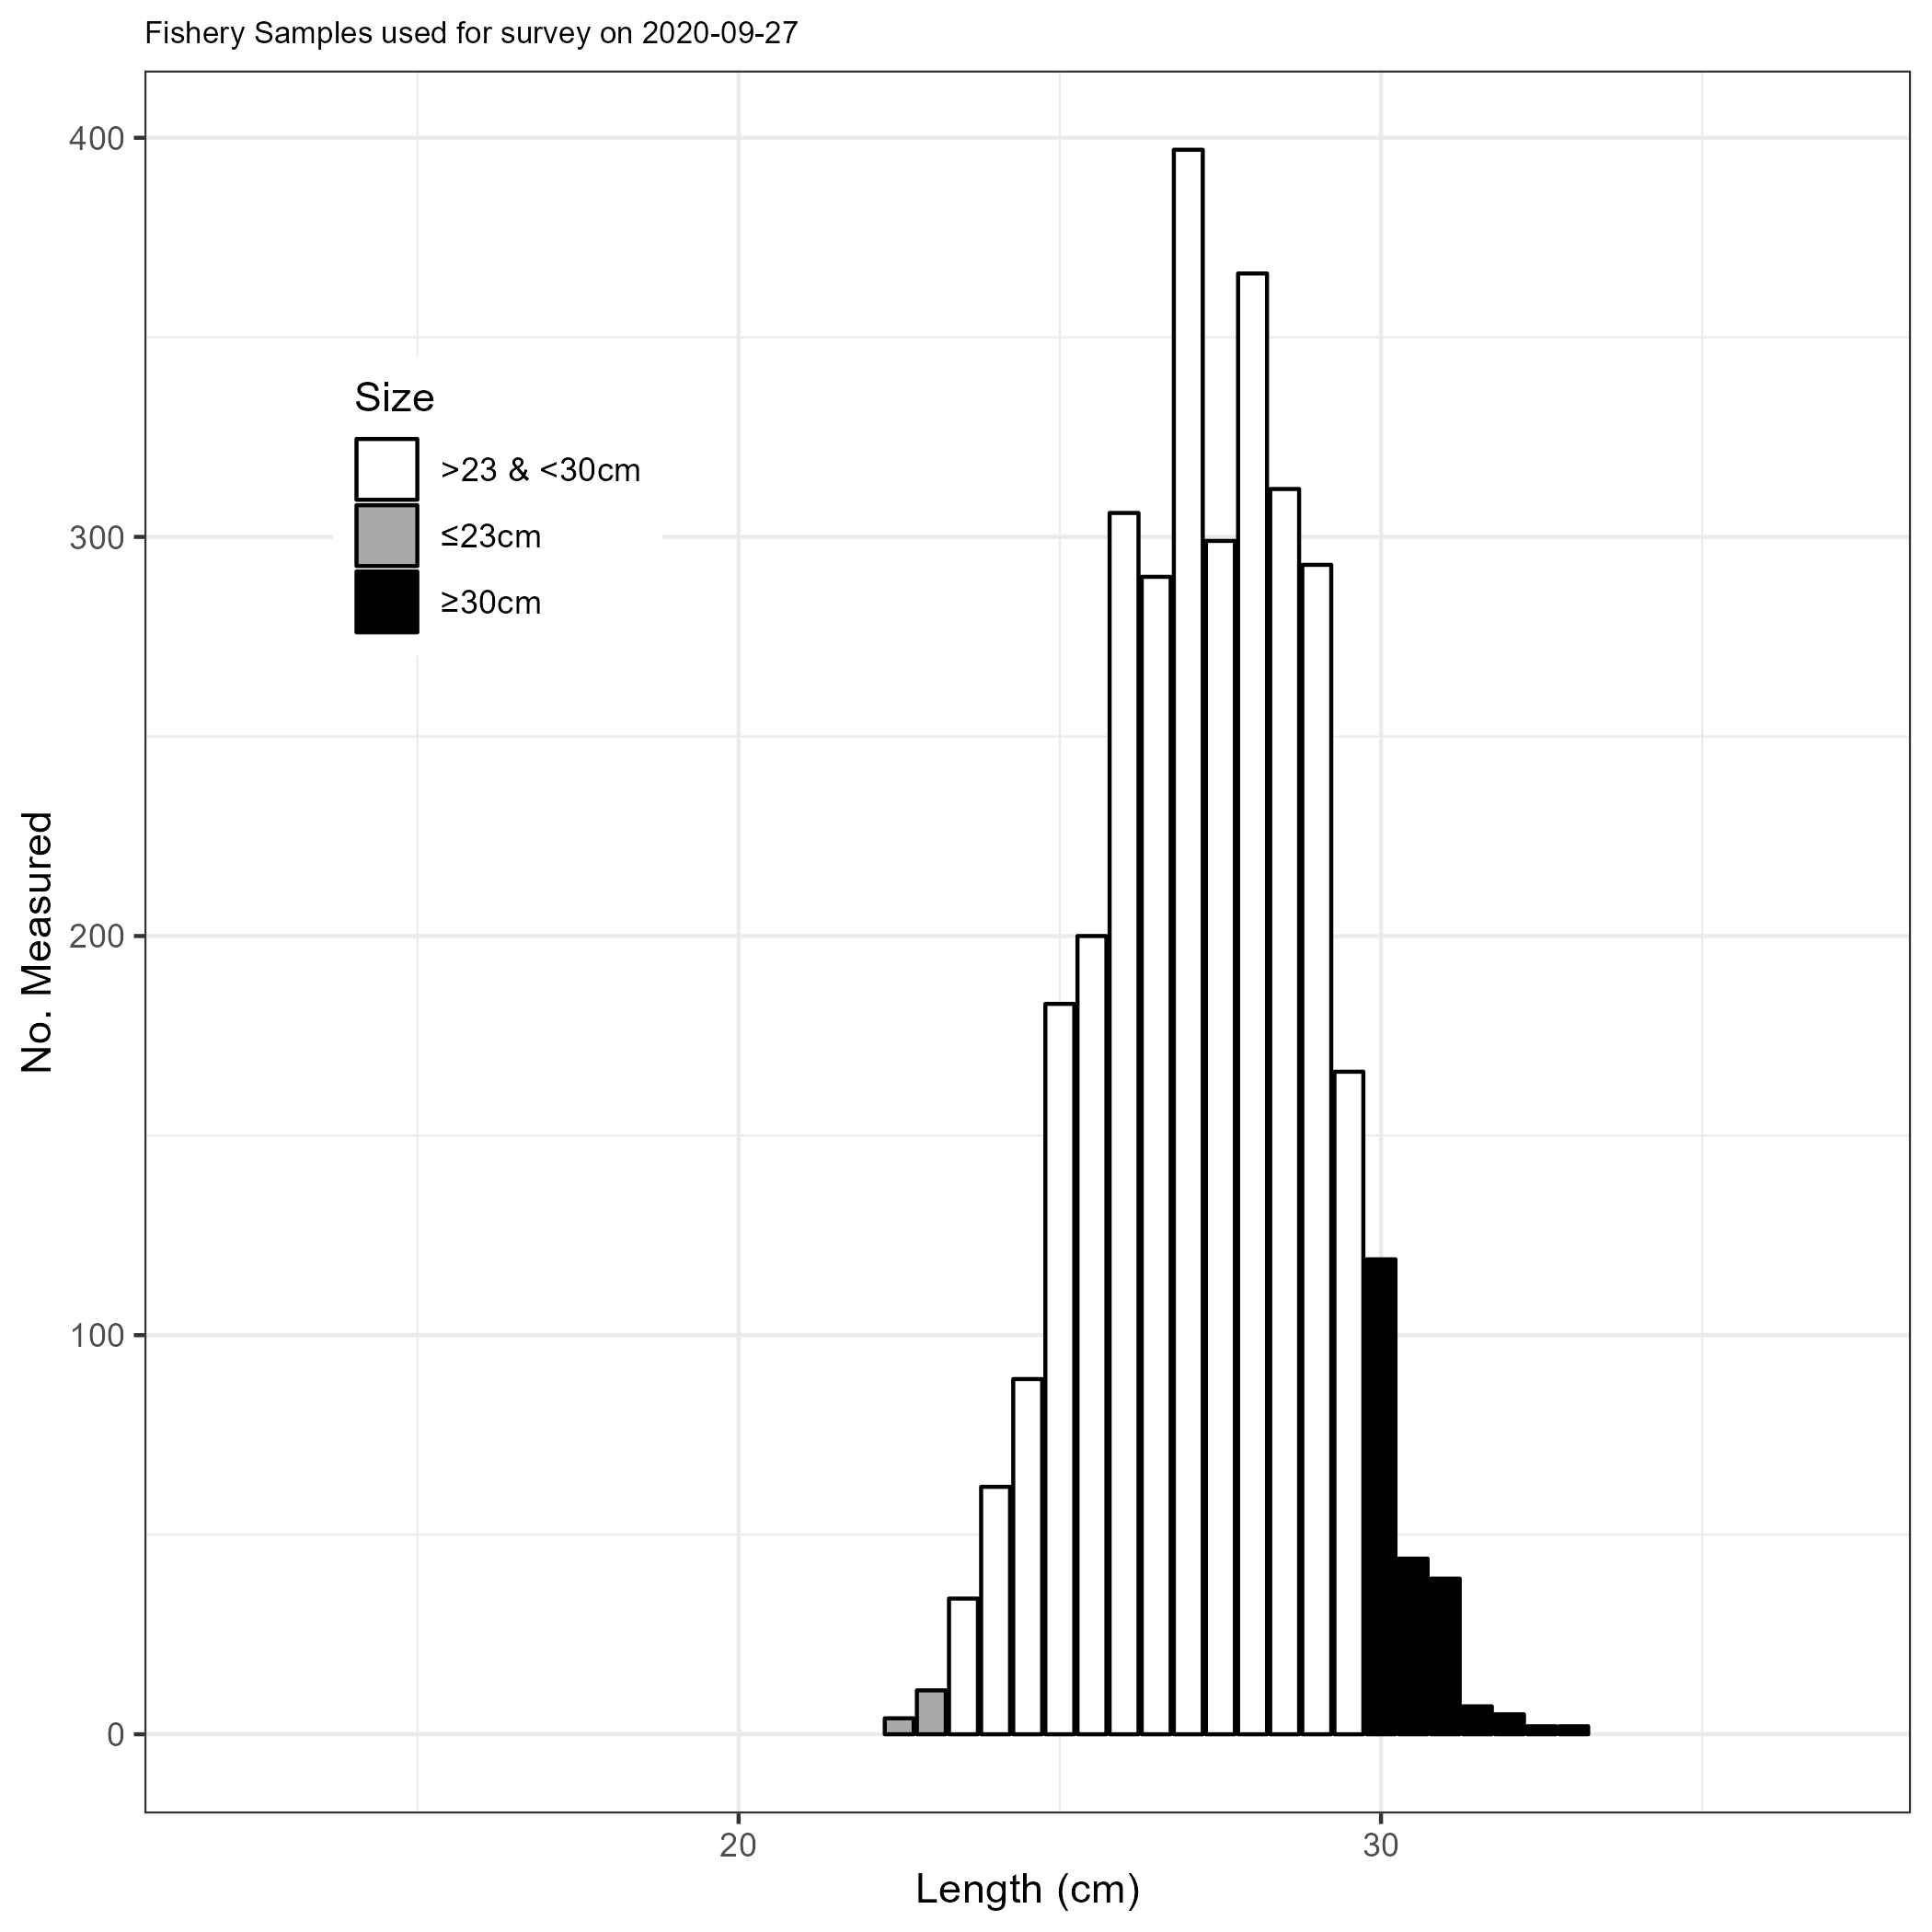 Fishery Samples used for survey on 2020-09-27
400
300
200
100
0
No. Measured
Size
>23 & <30cm
≤23cm
≥30cm
20
30
Length (cm)